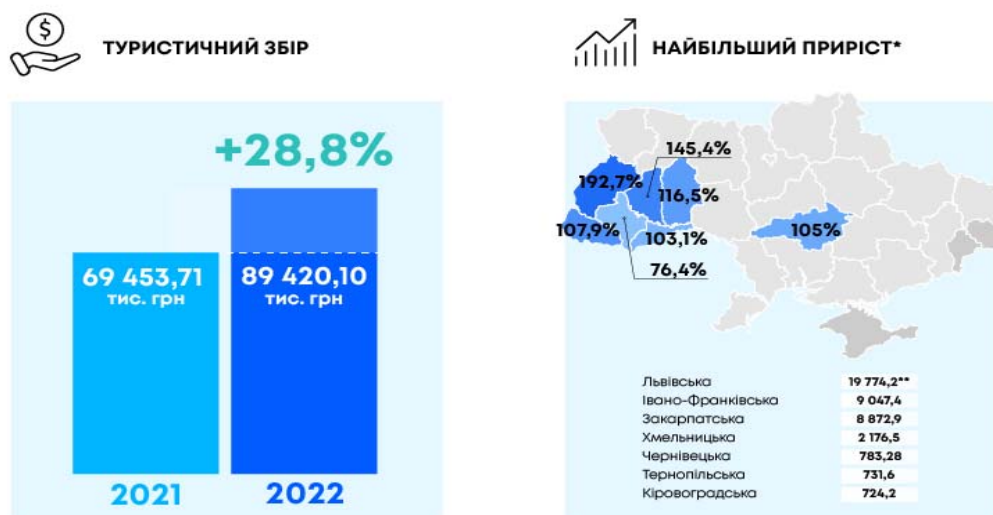 $
ТУРИСТИЧНИЙ ЗБІР
+28,8%
69 453,71
тис. грн
89 420,10
тис. грн
2021
2022
НАЙБІЛЬШИЙ ПРИРІСТ*
145,4%
192,7%
116,5%
107,9%
103,1%
105%
76,4%
Львівська 19 774,2**
Івано-Франківська 9 047,4
Закарпатська 8 872,9
Хмельницька 2 176,5
Чернівецька 783,28
Тернопільська 731,6
Кіровоградська 724,2